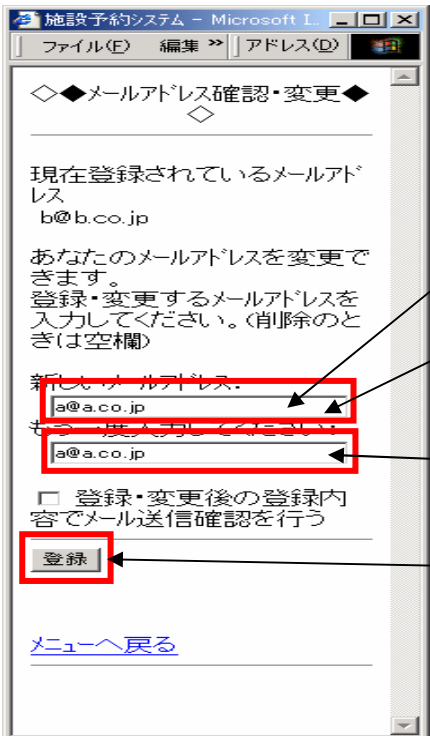 施設予約システム - Microsoft I..
ファイル(F) 編集 » アドレス(D)
◇◆メールアドレス確認・変更◆
◇
現在登録されているメールアド
レス
b@b.co.jp
あなたのメールアドレスを変更で
きます。
登録・変更するメールアドレスを
入力してください。(削除のと
きは空欄)
新しいメールアドレス:
a@a.co.jp
もう一度入力してください:
a@a.co.jp
□ 登録・変更後の登録内
容でメール送信確認を行う
登録
メニューへ戻る